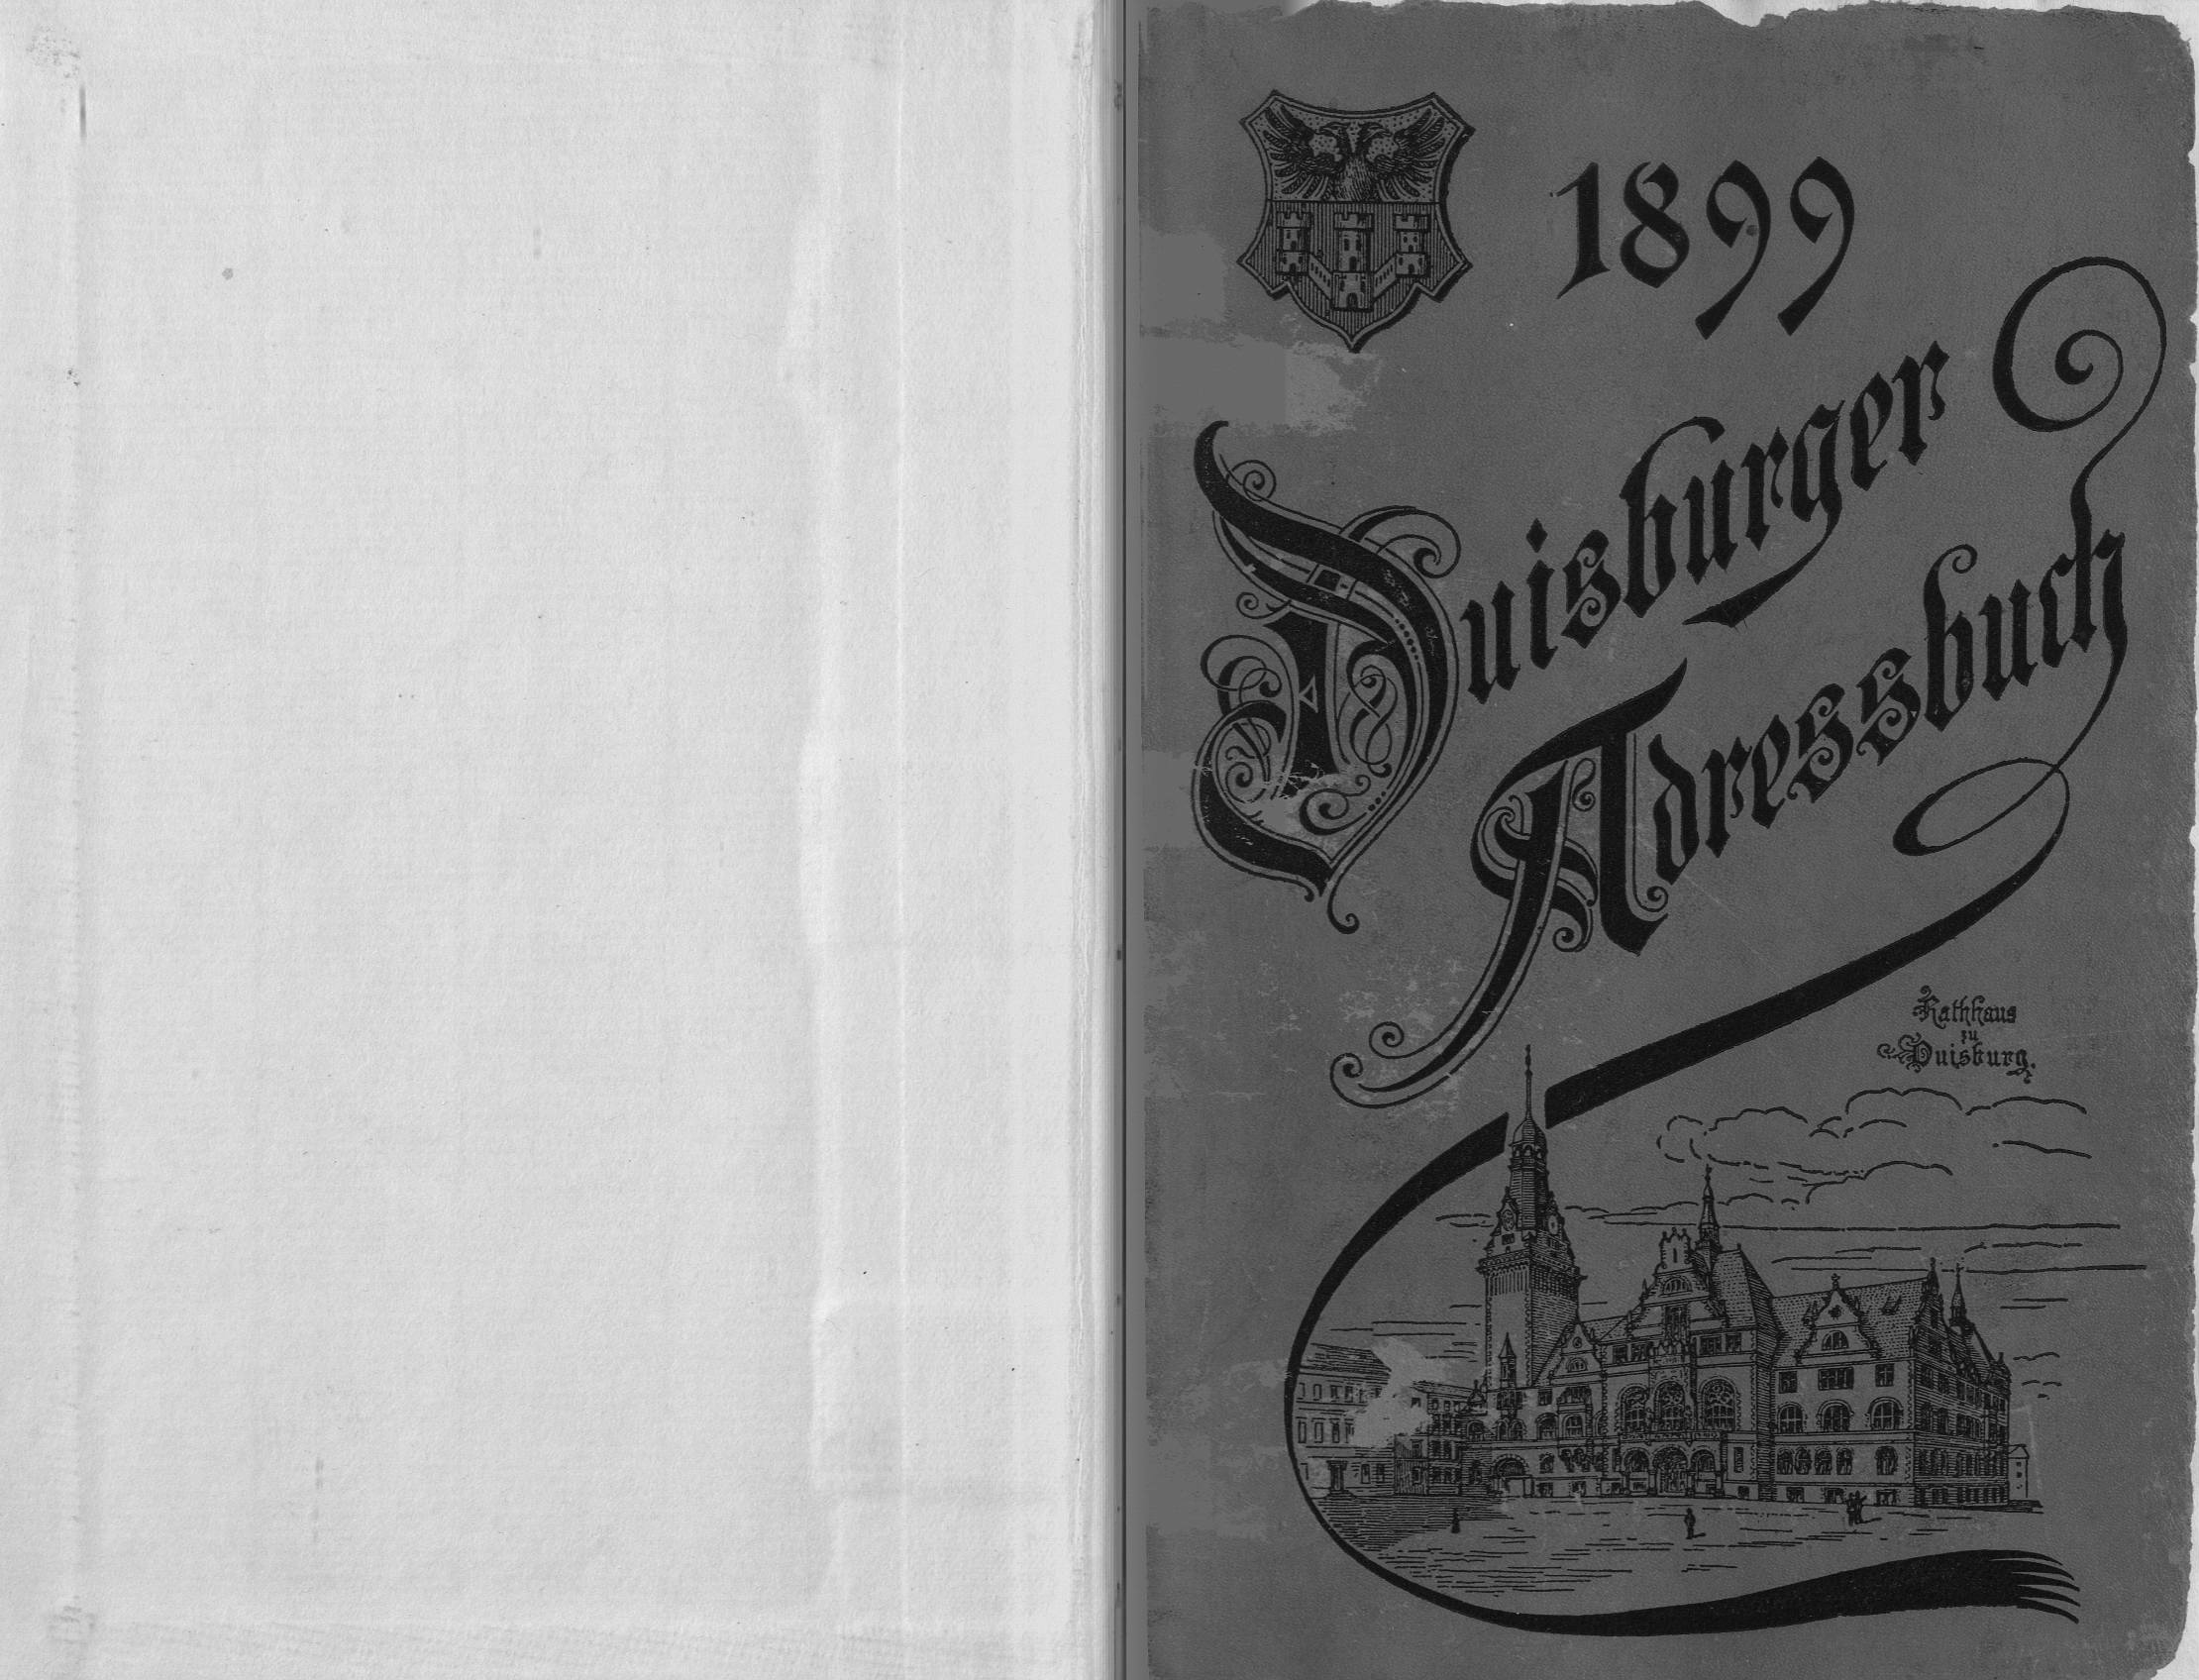 1899
Duisburger
Adressbuch
Rathhaus
zu
Duisburg.